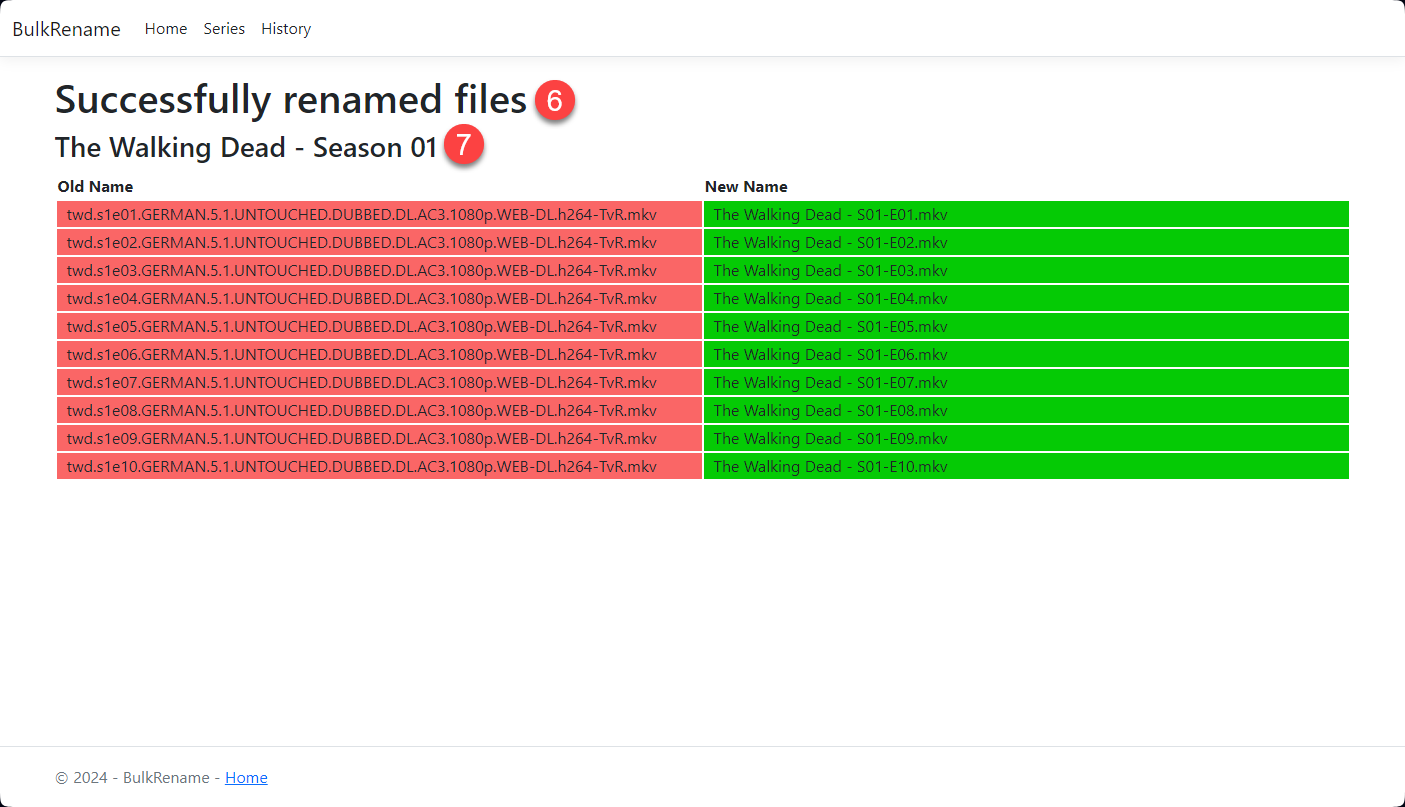 BulkRename Home Series History
Successfully renamed files 6
The Walking Dead - Season 01 7
Old Name New Name
twd.s1e01.GERMAN.5.1.UNTOUCHED.DUBBED.DL.AC3.1080p.WEB-DL.h264-TvR.mkv The Walking Dead - S01-E01.mkv
twd.s1e02.GERMAN.5.1.UNTOUCHED.DUBBED.DL.AC3.1080p.WEB-DL.h264-TvR.mkv The Walking Dead - S01-E02.mkv
twd.s1e03.GERMAN.5.1.UNTOUCHED.DUBBED.DL.AC3.1080p.WEB-DL.h264-TvR.mkv The Walking Dead - S01-E03.mkv
twd.s1e04.GERMAN.5.1.UNTOUCHED.DUBBED.DL.AC3.1080p.WEB-DL.h264-TvR.mkv The Walking Dead - S01-E04.mkv
twd.s1e05.GERMAN.5.1.UNTOUCHED.DUBBED.DL.AC3.1080p.WEB-DL.h264-TvR.mkv The Walking Dead - S01-E05.mkv
twd.s1e06.GERMAN.5.1.UNTOUCHED.DUBBED.DL.AC3.1080p.WEB-DL.h264-TvR.mkv The Walking Dead - S01-E06.mkv
twd.s1e07.GERMAN.5.1.UNTOUCHED.DUBBED.DL.AC3.1080p.WEB-DL.h264-TvR.mkv The Walking Dead - S01-E07.mkv
twd.s1e08.GERMAN.5.1.UNTOUCHED.DUBBED.DL.AC3.1080p.WEB-DL.h264-TvR.mkv The Walking Dead - S01-E08.mkv
twd.s1e09.GERMAN.5.1.UNTOUCHED.DUBBED.DL.AC3.1080p.WEB-DL.h264-TvR.mkv The Walking Dead - S01-E09.mkv
twd.s1e10.GERMAN.5.1.UNTOUCHED.DUBBED.DL.AC3.1080p.WEB-DL.h264-TvR.mkv The Walking Dead - S01-E10.mkv
© 2024 - BulkRename - Home